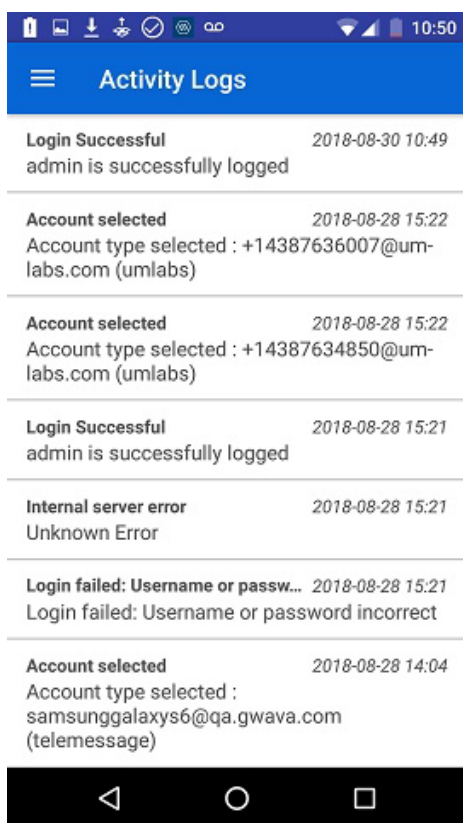 10:50
Activity Logs
Login Successful 2018-08-30 10:49
admin is successfully logged
Account selected 2018-08-28 15:22
Account type selected : +14387636007@um-
labs.com (umlabs)
Account selected 2018-08-28 15:22
Account type selected : +14387634850@um-
labs.com (umlabs)
Login Successful 2018-08-28 15:21
admin is successfully logged
Internal server error 2018-08-28 15:21
Unknown Error
Login failed: Username or passw... 2018-08-28 15:21
Login failed: Username or password incorrect
Account selected 2018-08-28 14:04
Account type selected :
samsunggalaxys6@qa.gwava.com
(telemessage)